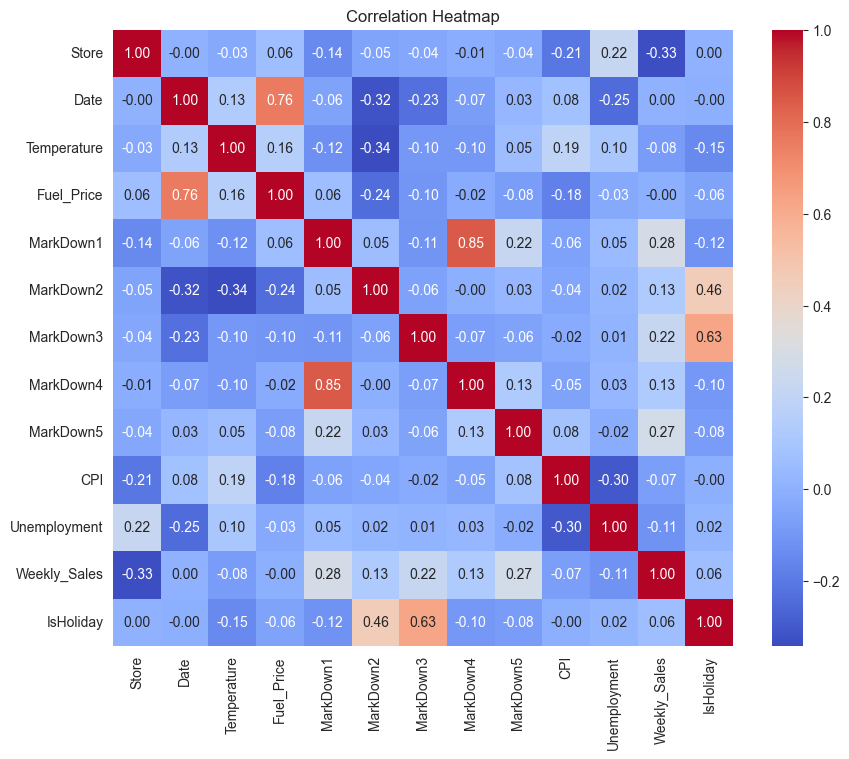 Correlation Heatmap
Store 1.00 -0.00 -0.03 0.06 -0.14 -0.05 -0.04 -0.01 -0.04 -0.21 0.22 -0.33 0.00
Date -0.00 1.00 0.13 0.76 -0.06 -0.32 -0.23 -0.07 0.03 0.08 -0.25 0.00 -0.00
Temperature -0.03 0.13 1.00 0.16 -0.12 -0.34 -0.10 -0.10 0.05 0.19 0.10 -0.08 -0.15
Fuel_Price 0.06 0.76 0.16 1.00 0.06 -0.24 -0.10 -0.02 -0.08 -0.18 -0.03 -0.00 -0.06
MarkDown1 -0.14 -0.06 -0.12 0.06 1.00 0.05 -0.11 0.85 0.22 -0.06 0.05 0.28 -0.12
MarkDown2 -0.05 -0.32 -0.34 -0.24 0.05 1.00 -0.06 -0.00 0.03 -0.04 0.02 0.13 0.46
MarkDown3 -0.04 -0.23 -0.10 -0.10 -0.11 -0.06 1.00 -0.07 -0.06 -0.02 0.01 0.22 0.63
MarkDown4 -0.01 -0.07 -0.10 -0.02 0.85 -0.00 -0.07 1.00 0.13 -0.05 0.03 0.13 -0.10
MarkDown5 -0.04 0.03 0.05 -0.08 0.22 0.03 -0.06 0.13 1.00 0.08 -0.02 0.27 -0.08
CPI -0.21 0.08 0.19 -0.18 -0.06 -0.04 -0.02 -0.05 0.08 1.00 -0.30 -0.07 -0.00
Unemployment 0.22 -0.25 0.10 -0.03 0.05 0.02 0.01 0.03 -0.02 -0.30 1.00 -0.11 0.02
Weekly_Sales -0.33 0.00 -0.08 -0.00 0.28 0.13 0.22 0.13 0.27 -0.07 -0.11 1.00 0.06
IsHoliday 0.00 -0.00 -0.15 -0.06 -0.12 0.46 0.63 -0.10 -0.08 -0.00 0.02 0.06 1.00
Store
Date
Temperature
Fuel_Price
MarkDown1
MarkDown2
MarkDown3
MarkDown4
MarkDown5
CPI
Unemployment
Weekly_Sales
IsHoliday
1.0
0.8
0.6
0.4
0.2
0.0
−0.2